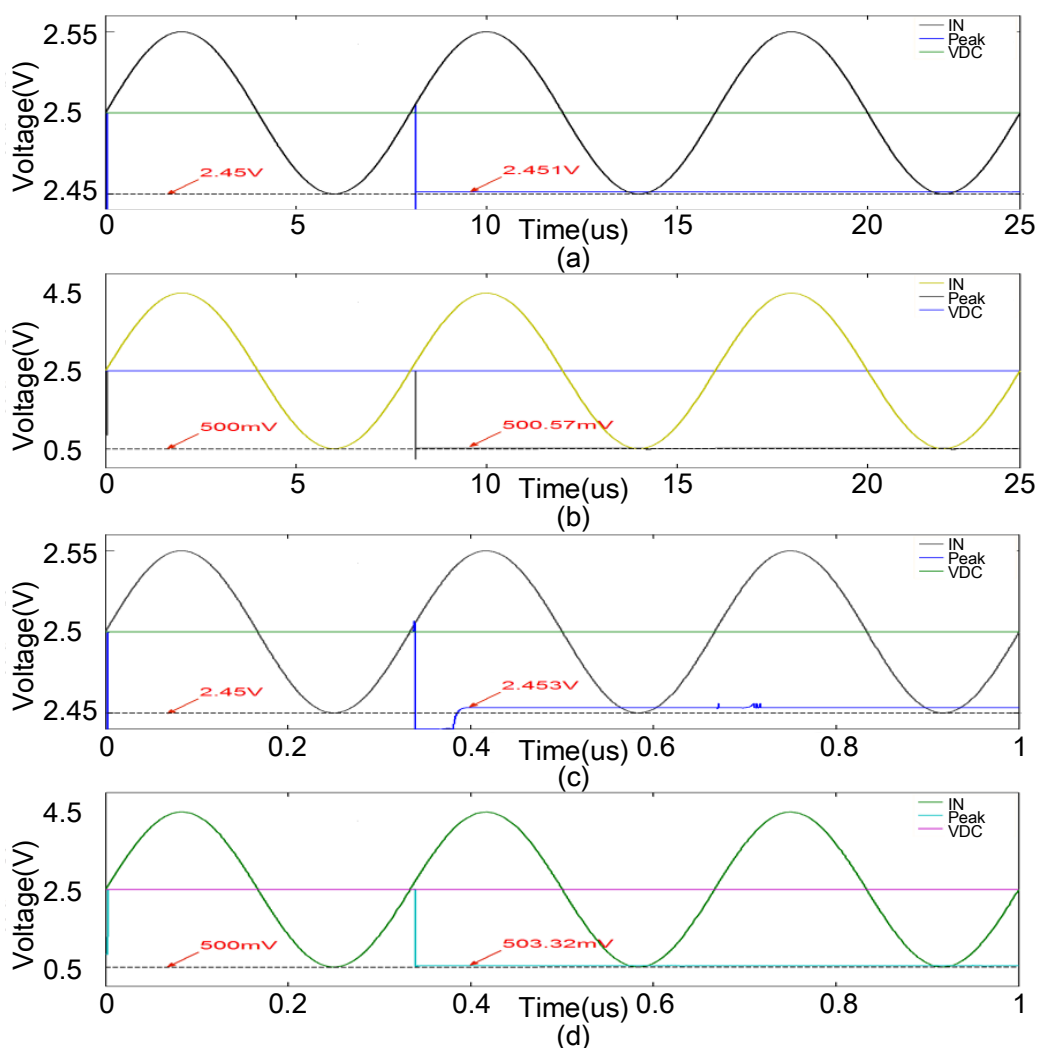 2.55
2.5
2.45
Voltage(V)
IN
Peak
VDC
2.45V
2.451V
0 5 10 15 20 25
Time(us)
(a)
4.5
2.5
0.5
Voltage(V)
IN
Peak
VDC
500mV
500.57mV
0 5 10 15 20 25
Time(us)
(b)
2.55
2.5
2.45
Voltage(V)
IN
Peak
VDC
2.45V
2.453V
0 0.2 0.4 0.6 0.8 1
Time(us)
(c)
4.5
2.5
0.5
Voltage(V)
IN
Peak
VDC
500mV
503.32mV
0 0.2 0.4 0.6 0.8 1
Time(us)
(d)